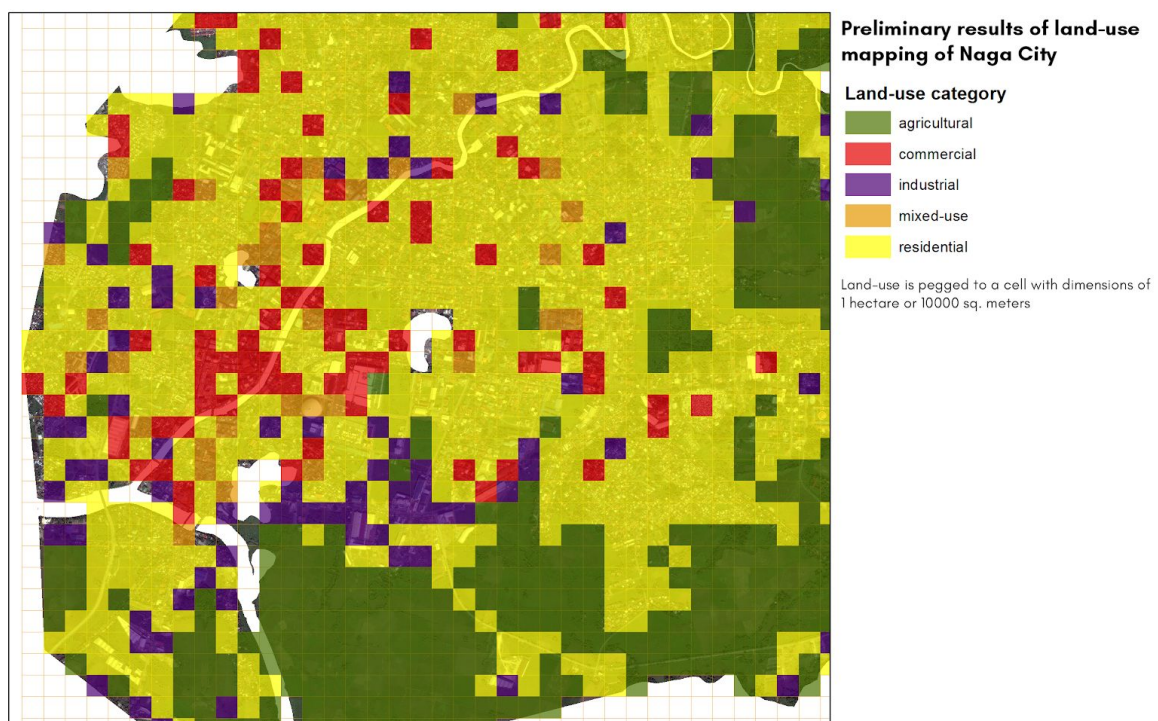 Preliminary results of land-use
mapping of Naga City
Land-use category
agricultural
commercial
industrial
mixed-use
residential
Land-use is pegged to a cell with dimensions of
1 hectare or 10000 sq. meters